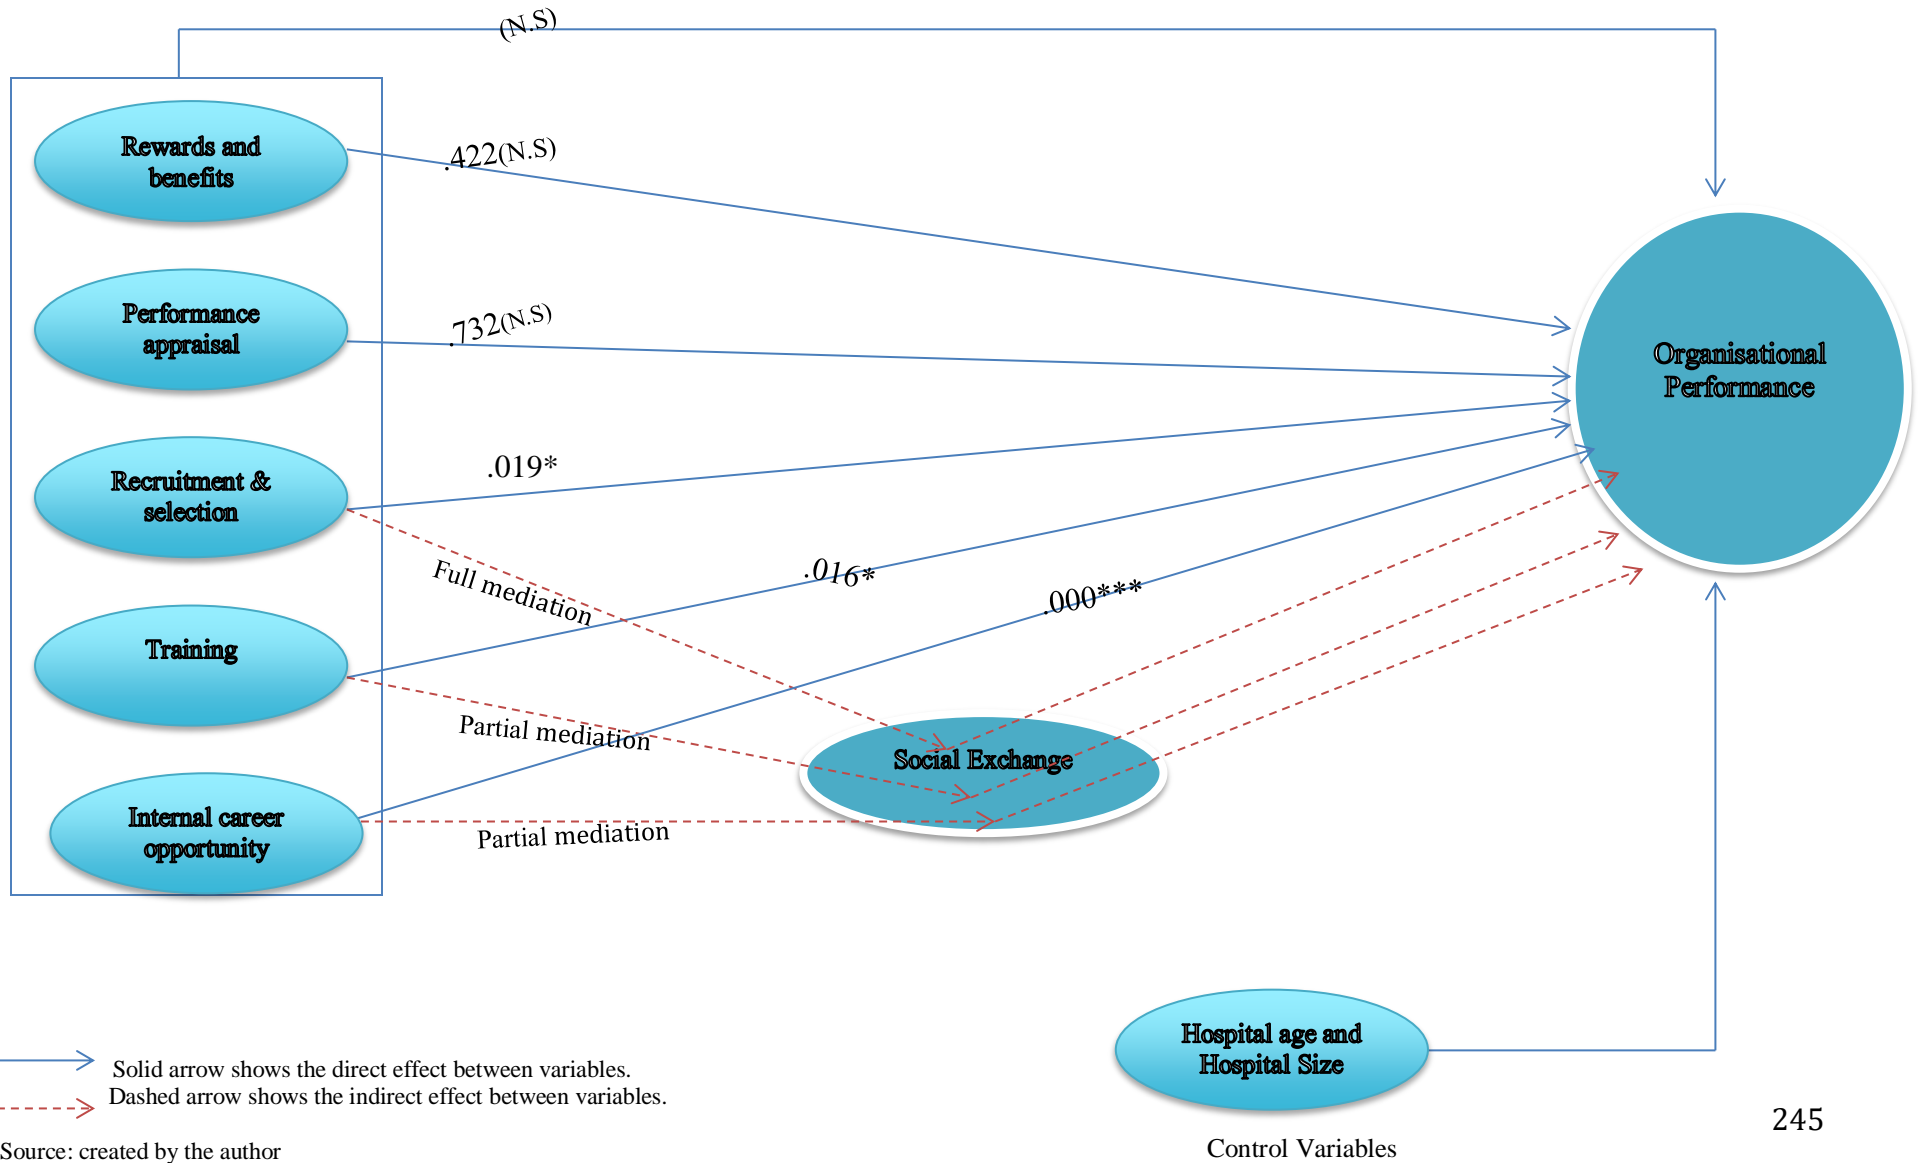 (N.S)
Rewards and
benefits
.422(N.S)
Performance
appraisal
.732(N.S)
Organisational
Performance
Recruitment &
selection
.019*
Full mediation
.016*
.000***
Training
Partial mediation
Social Exchange
Internal career
opportunity
Partial mediation
Hospital age and
Hospital Size
Solid arrow shows the direct effect between variables.
Dashed arrow shows the indirect effect between variables.
245
Source: created by the author
Control Variables